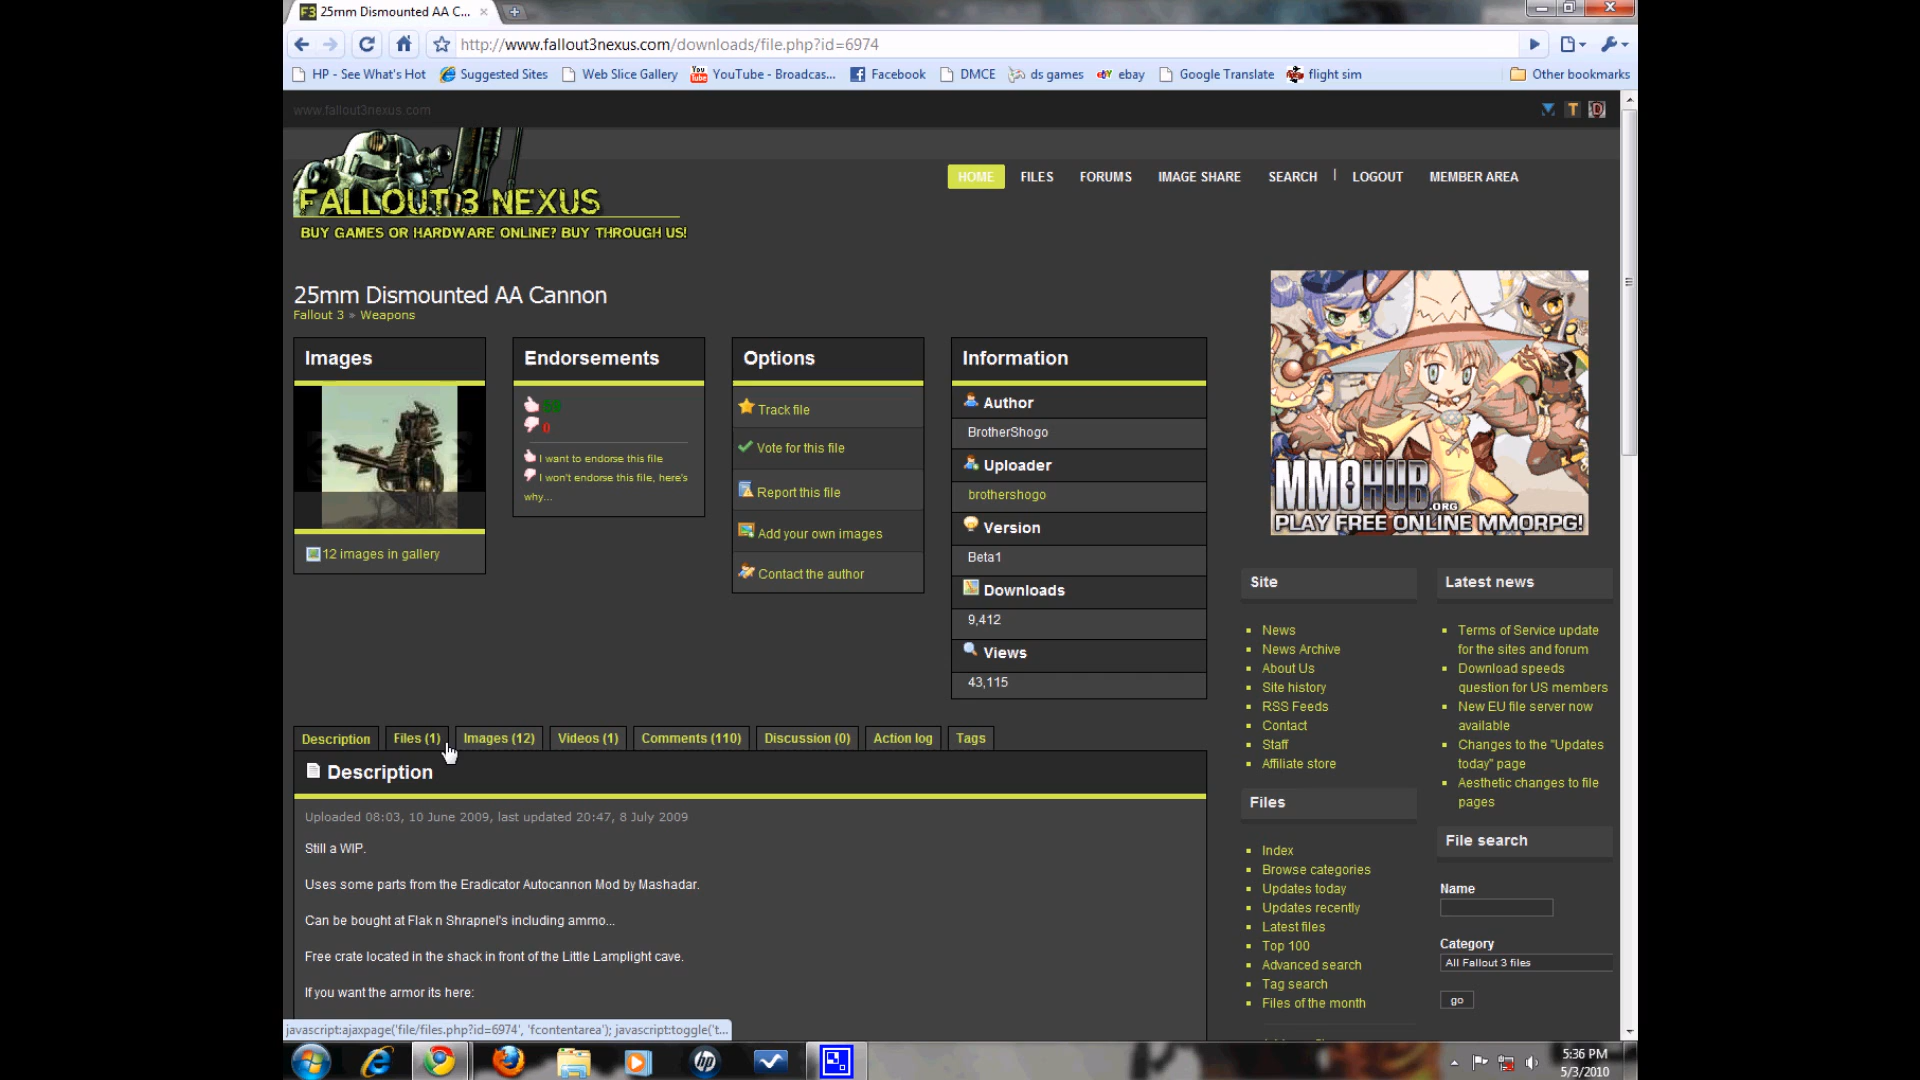 25mm Dismounted AA C...
http://www.fallout3nexus.com/downloads/file.php?id=6974
HP - See What's Hot
Suggested Sites
Web Slice Gallery
YouTube - Broadcas...
Facebook
DMCE
ds games
ebay
Google Translate
flight sim
Other bookmarks
www.fallout3nexus.com
FALLOUT 3 NEXUS
BUY GAMES OR HARDWARE ONLINE? BUY THROUGH US!
HOME
FILES
FORUMS
IMAGE SHARE
SEARCH
|
LOGOUT
MEMBER AREA
25mm Dismounted AA Cannon
Fallout 3 » Weapons
Images
12 images in gallery
Endorsements
0
I want to endorse this file
I won't endorse this file, here's
why...
Options
Track file
Vote for this file
Report this file
Add your own images
Contact the author
Information
Author
BrotherShogo
Uploader
brothershogo
Version
Beta1
Downloads
9,412
Views
43,115
MMOHUB.ORG
PLAY FREE ONLINE MMORPG!
Description
Files (1)
Images (12)
Videos (1)
Comments (110)
Discussion (0)
Action log
Tags
Description
Uploaded 08:03, 10 June 2009, last updated 20:47, 8 July 2009
Still a WIP.
Uses some parts from the Eradicator Autocannon Mod by Mashadar.
Can be bought at Flak n Shrapnel's including ammo...
Free crate located in the shack in front of the Little Lamplight cave.
If you want the armor its here:
Site
News
News Archive
About Us
Site history
RSS Feeds
Contact
Staff
Affiliate store
Files
Index
Browse categories
Updates today
Updates recently
Latest files
Top 100
Advanced search
Tag search
Files of the month
Latest news
Terms of Service update
for the sites and forum
Download speeds
question for US members
New EU file server now
available
Changes to the "Updates
today" page
Aesthetic changes to file
pages
File search
Name
Category
All Fallout 3 files
go
javascript:ajaxpage('file/files.php?id=6974', 'fcontentarea'); javascript:toggle('t...
5:36 PM
5/3/2010